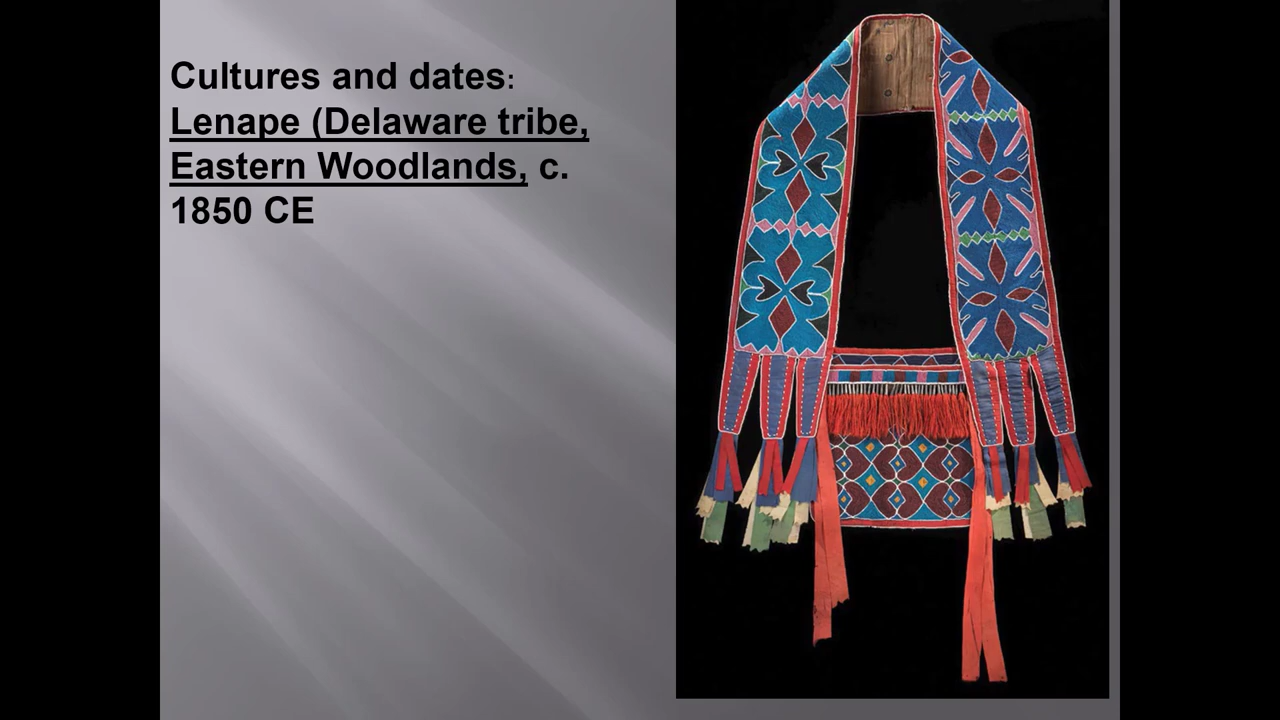 Cultures and dates:
Lenape (Delaware tribe,
Eastern Woodlands, c.
1850 CE